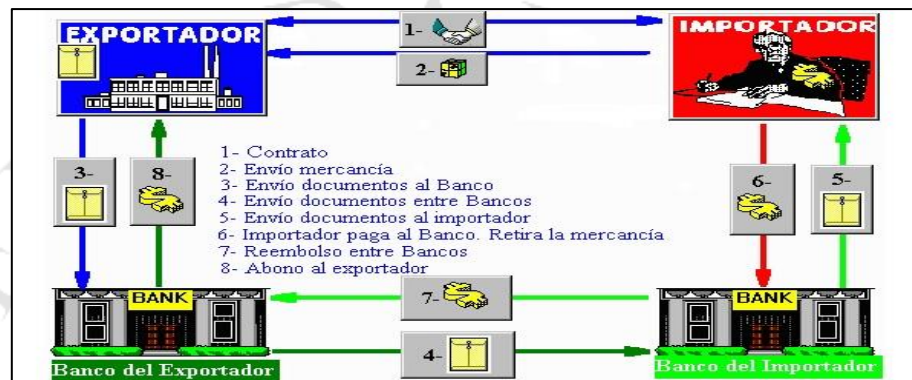 EXPORTADOR
1-
IMPORTADOR
2-
3-
8-
1- Contrato
2- Envío mercancía
3- Envío documentos al Banco
4- Envío documentos entre Bancos
5- Envío documentos al importador
6- Importador paga al Banco. Retira la mercancía
7- Reembolso entre Bancos
8- Abono al exportador
6-
5-
BANK
7-
BANK
4-
Banco del Exportador
Banco del Importador